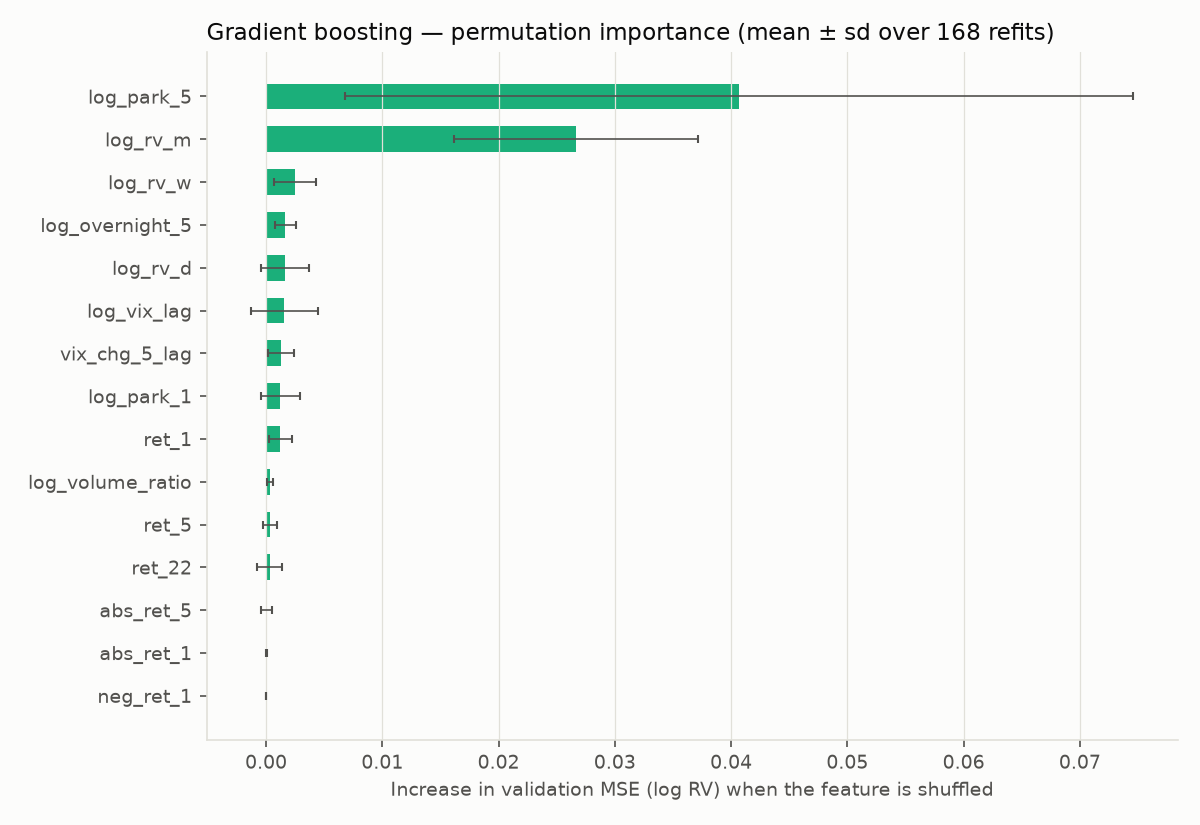 Gradient boosting — permutation importance (mean ± sd over 168 refits)
log_park_5
log_rv_m
log_rv_w
log_overnight_5
log_rv_d
log_vix_lag
vix_chg_5_lag
log_park_1
ret_1
log_volume_ratio
ret_5
ret_22
abs_ret_5
abs_ret_1
neg_ret_1
0.00 0.01 0.02 0.03 0.04 0.05 0.06 0.07
Increase in validation MSE (log RV) when the feature is shuffled